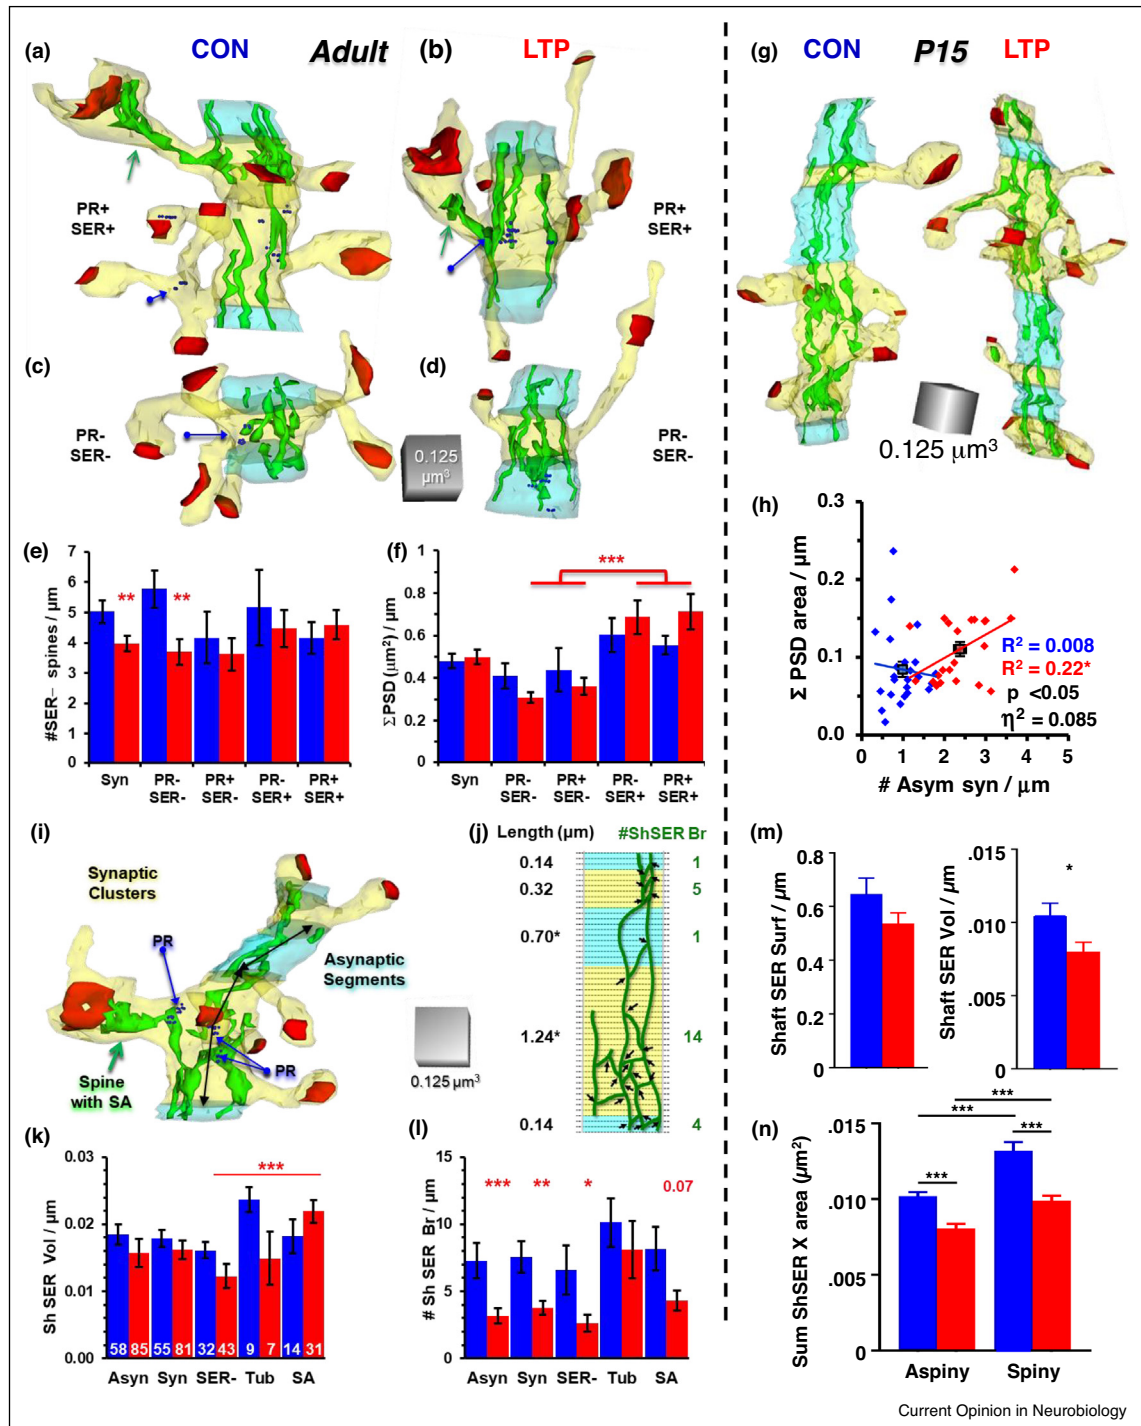 (a) CON Adult (b) LTP
PR+
SER+
PR+
SER+
(c)
(d)
PR-
SER-
0.125
µm³
PR-
SER-
(e)
#SER– spines / µm
7
6
5
4
3
2
1
0
** **
Syn PR- PR+ PR- PR+
SER- SER- SER+ SER+
(f)
ΣPSD (µm²) / µm
1
0.8
0.6
0.4
0.2
0
***
Syn PR- PR+ PR- PR+
SER- SER- SER+ SER+
(g) CON P15 LTP
0.125 µm³
(h)
Σ PSD area / µm
0.3
0.2
0.1
0.0
R² = 0.008
R² = 0.22*
p <0.05
η² = 0.085
0 1 2 3 4 5
# Asym syn / µm
(i)
Synaptic
Clusters
PR
Asynaptic
Segments
PR
Spine
with SA
0.125 µm³
(j) Length (µm) #ShSER Br
0.14 1
0.32 5
0.70* 1
1.24* 14
0.14 4
(k)
Sh SER Vol / µm
0.03
0.02
0.01
0.00
***
58 85 55 81 32 43 9 7 14 31
Asyn Syn SER- Tub SA
(l)
# Sh SER Br / µm
15
10
5
0
*** ** * 0.07
Asyn Syn SER- Tub SA
(m)
Shaft SER Surf / µm
0.8
0.6
0.4
0.2
0
Shaft SER Vol / µm
.015
.010
.005
0
*
(n)
Sum ShSER X area (µm²)
.015
.010
.005
0
***
***
***
***
Aspiny Spiny
Current Opinion in Neurobiology